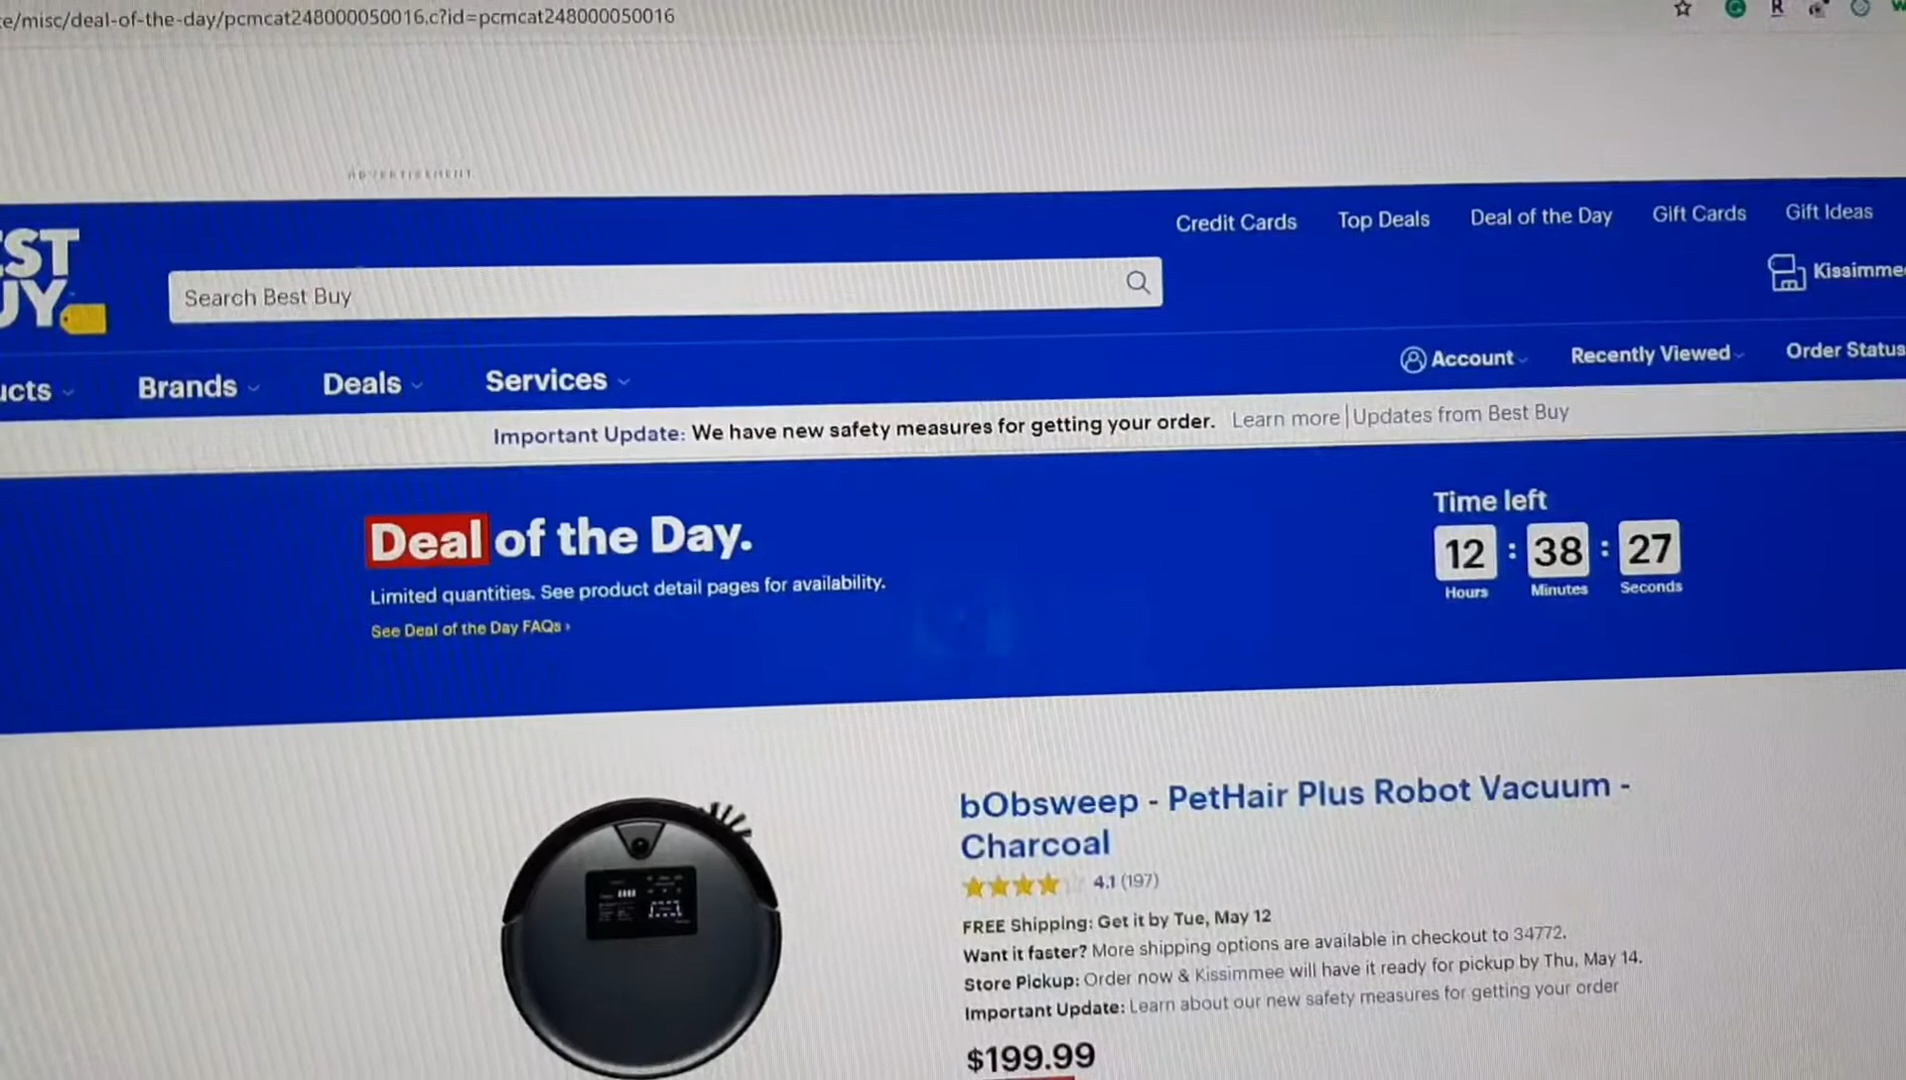 e/misc/deal-of-the-day/pcmcat248000050016.c?id=pcmcat248000050016
ADVERTISEMENT
Credit Cards Top Deals Deal of the Day Gift Cards Gift Ideas
EST
UY
Search Best Buy
Kissimmee
ucts Brands Deals Services
Account Recently Viewed Order Status
Important Update: We have new safety measures for getting your order. Learn more | Updates from Best Buy
Deal of the Day.
Limited quantities. See product detail pages for availability.
See Deal of the Day FAQs ›
Time left
12 : 38 : 27
Hours Minutes Seconds
bObsweep - PetHair Plus Robot Vacuum -
Charcoal
4.1 (197)
FREE Shipping: Get it by Tue, May 12
Want it faster? More shipping options are available in checkout to 34772.
Store Pickup: Order now & Kissimmee will have it ready for pickup by Thu, May 14.
Important Update: Learn about our new safety measures for getting your order
$199.99